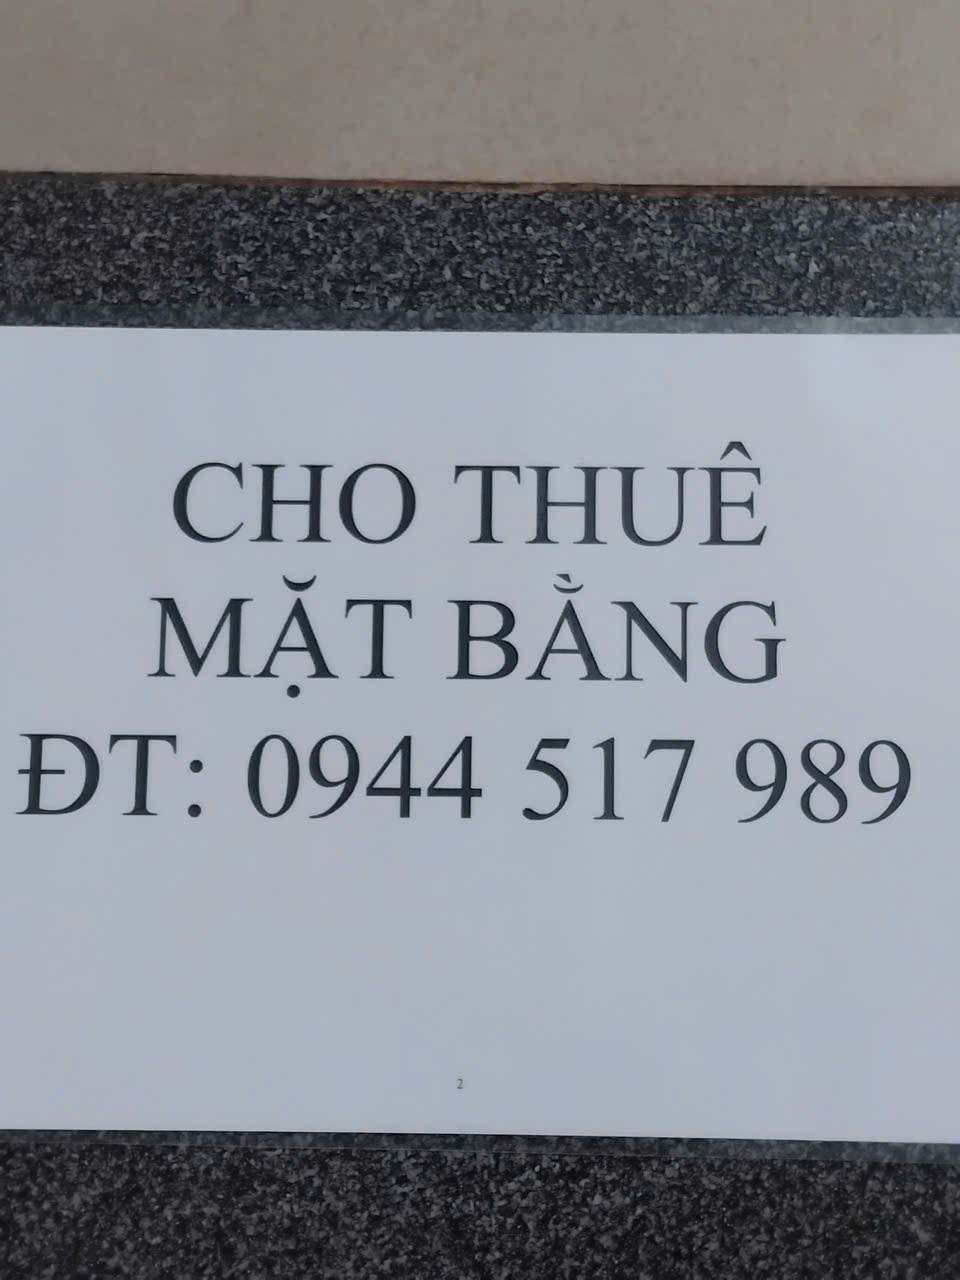 CHO THUÊ
MẶT BẰNG
ĐT: 0944 517 989
2